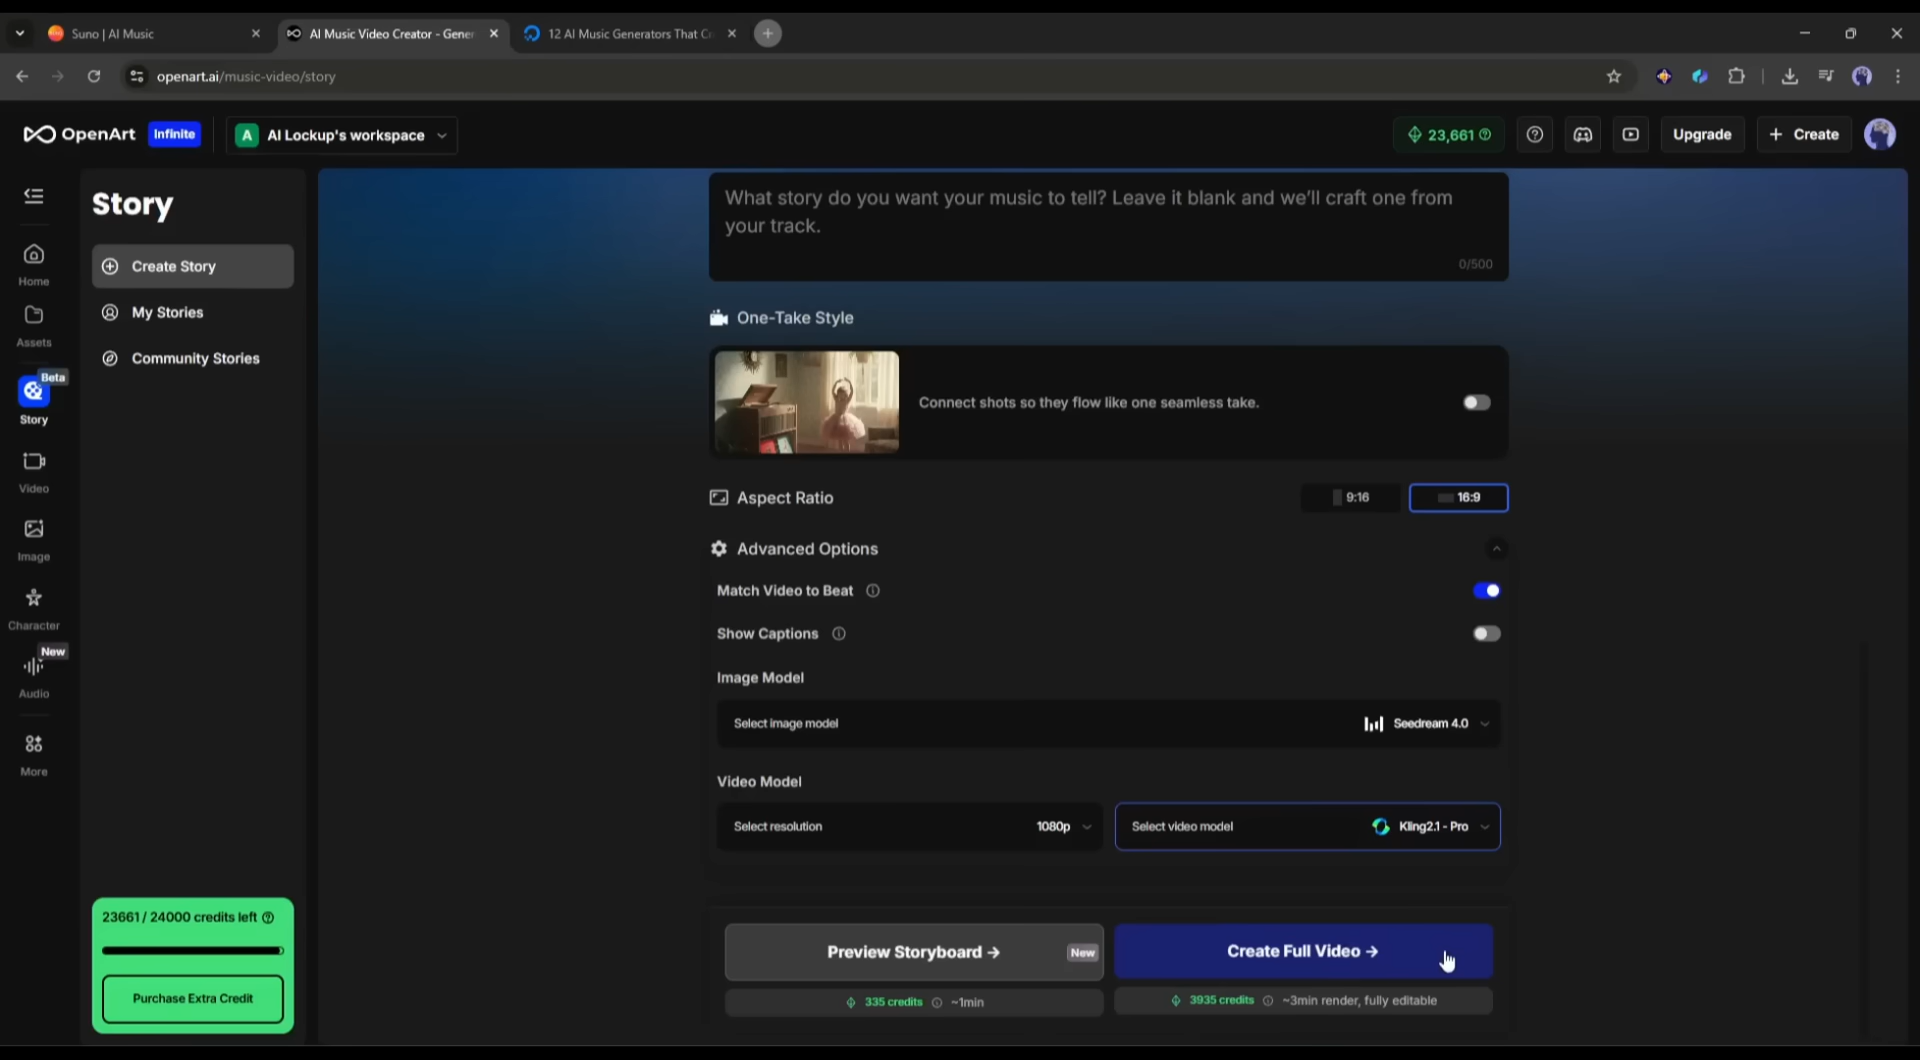 Suno | AI Music
AI Music Video Creator - Gener
12 AI Music Generators That Cr
openart.ai/music-video/story
OpenArt
Infinite
A
AI Lockup's workspace
23,661
Upgrade
+ Create
Story
Create Story
My Stories
Community Stories
Home
Assets
Beta
Story
Video
Image
Character
New
Audio
More
What story do you want your music to tell? Leave it blank and we'll craft one from
your track.
0/500
One-Take Style
Connect shots so they flow like one seamless take.
Aspect Ratio
9:16
16:9
Advanced Options
Match Video to Beat
Show Captions
Image Model
Select image model
Seedream 4.0
Video Model
Select resolution
1080p
Select video model
Kling2.1 - Pro
23661 / 24000 credits left
Purchase Extra Credit
Preview Storyboard →
New
Create Full Video →
335 credits
~1min
3935 credits
~3min render, fully editable